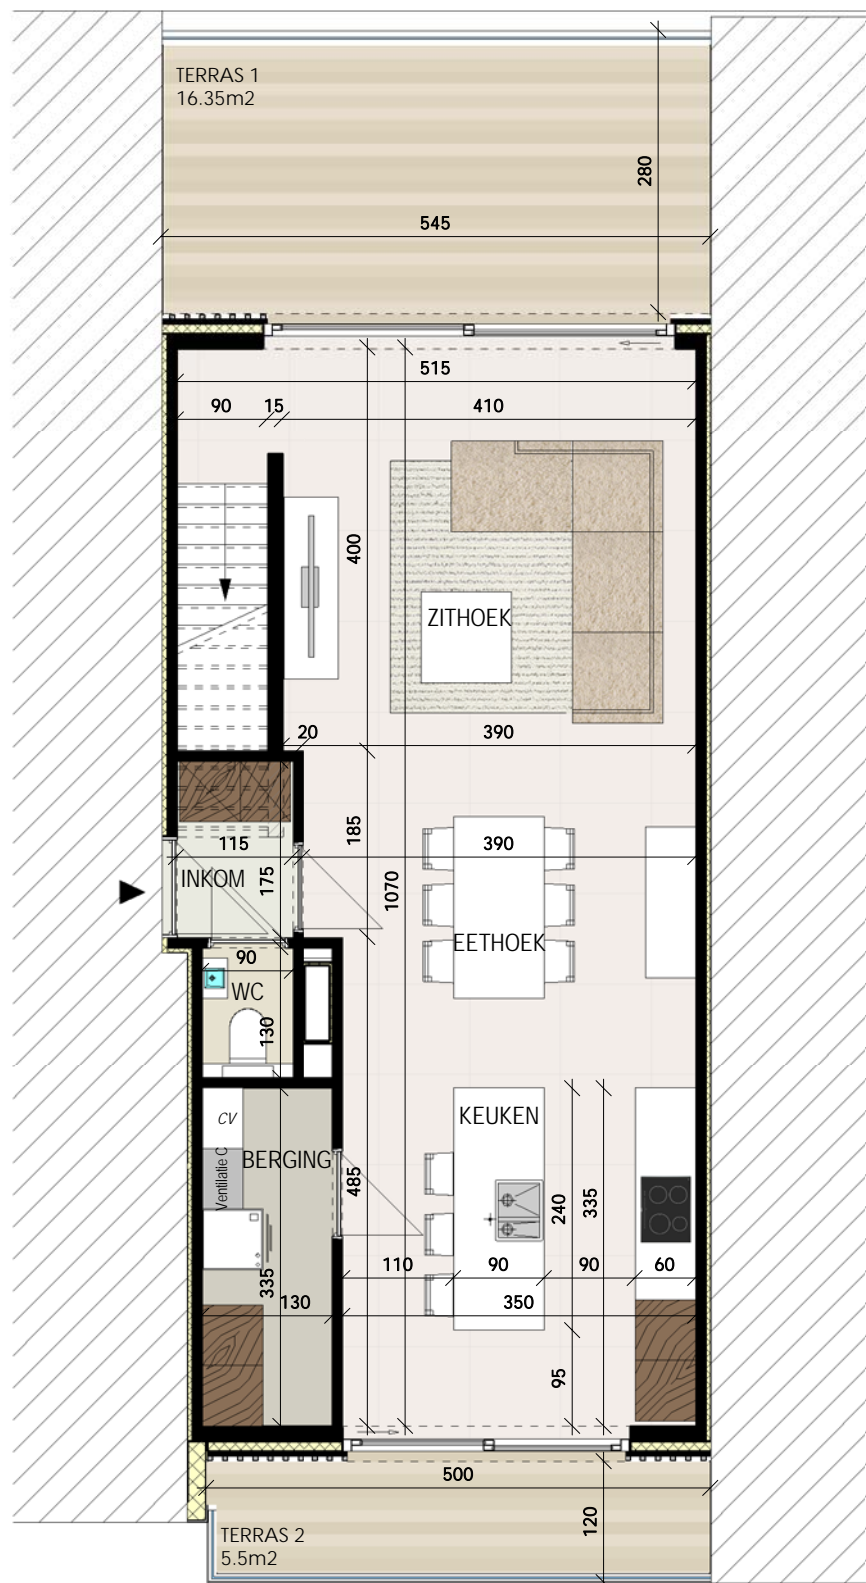 TERRAS 1
16.35m2
280
545
515
90 15 410
400
ZITHOEK
20 390
185
115 390
175
INKOM
1070
EETHOEK
90
WC
130
KEUKEN
CV
BERGING
Ventilatie C
485
240
335
110 90 90 60
335
130 350
95
500
120
TERRAS 2
5.5m2